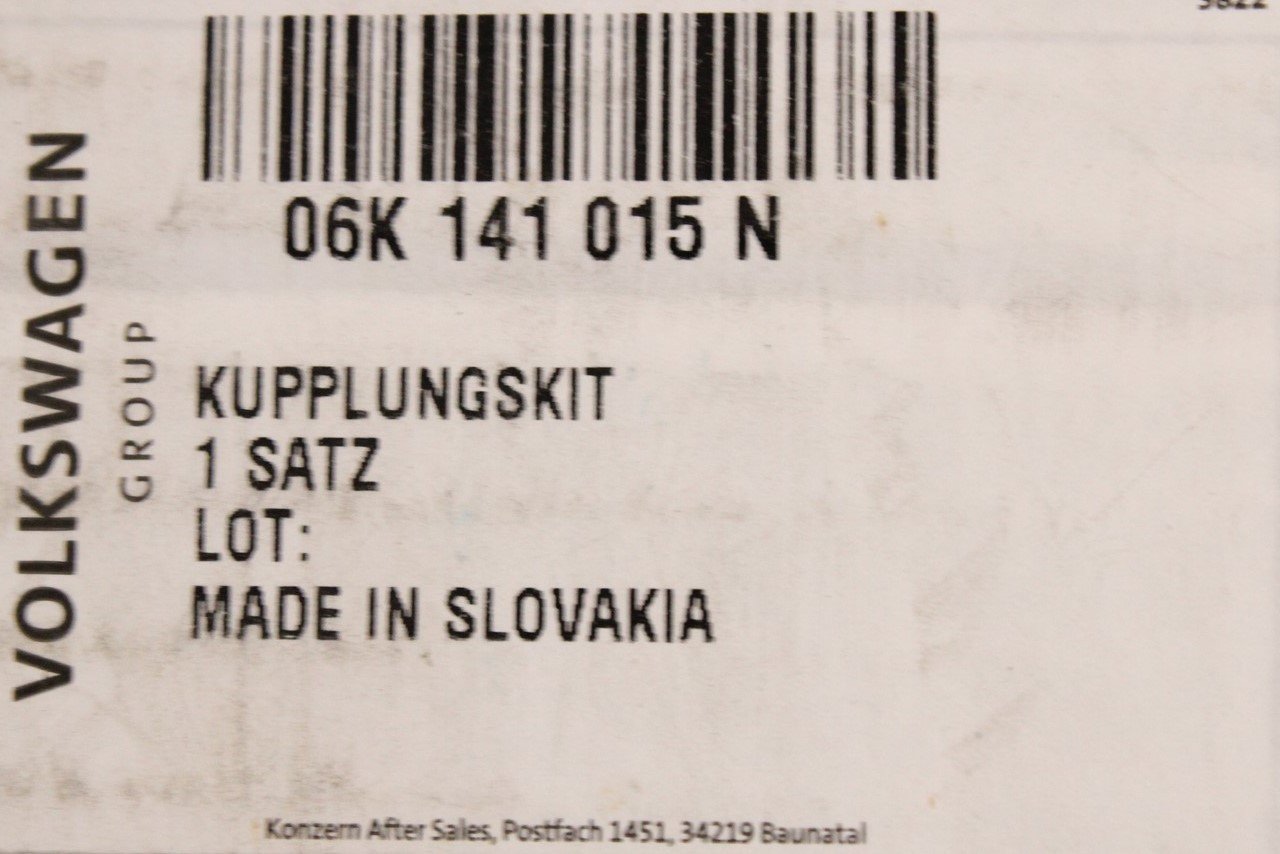 06K 141 015 N
VOLKSWAGEN
GROUP
KUPPLUNGSKIT
1 SATZ
LOT:
MADE IN SLOVAKIA
Konzern After Sales, Postfach 1451, 34219 Baunatal